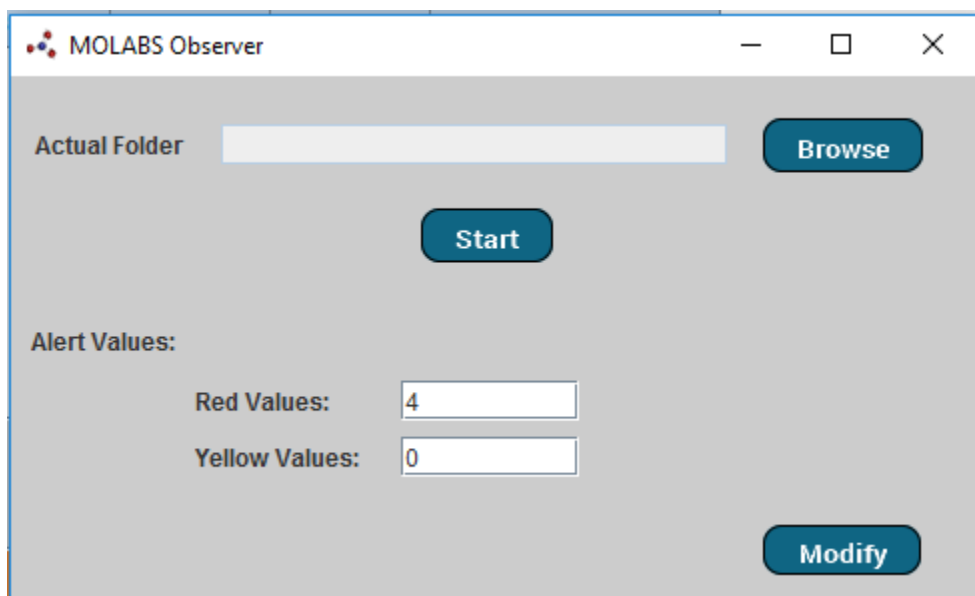 MOLABS Observer
Actual Folder Browse
Start
Alert Values:
Red Values: 4
Yellow Values: 0
Modify